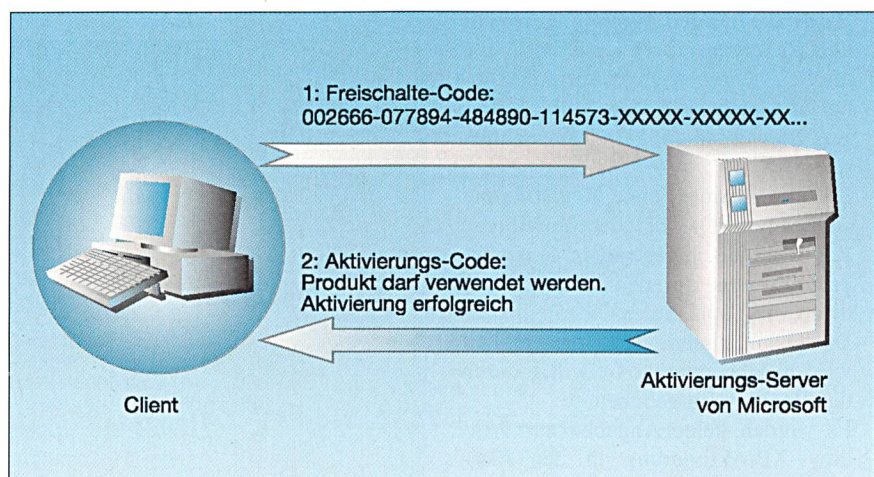 1: Freischalte-Code:
002666-077894-484890-114573-XXXXX-XXXXX-XX...
2: Aktivierungs-Code:
Produkt darf verwendet werden.
Aktivierung erfolgreich
Client
Aktivierungs-Server
von Microsoft